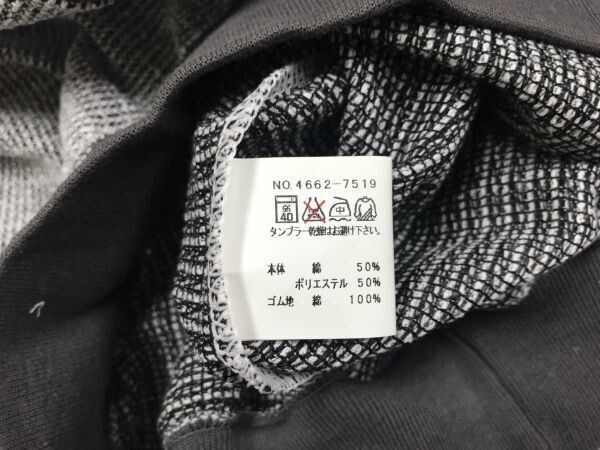 NO.4662-7519
40 中
タンブラー乾燥はお避け下さい。
本体 綿 50%
ポリエステル 50%
ゴム地 綿 100%